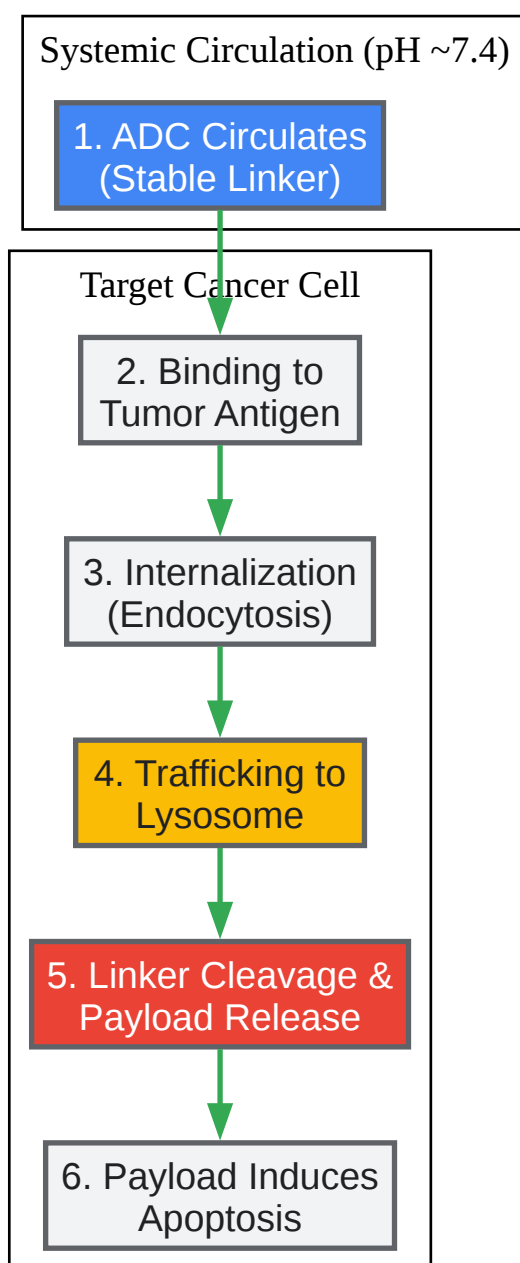 Systemic Circulation (pH ~7.4)
1. ADC Circulates
(Stable Linker)
Target Cancer Cell
2. Binding to
Tumor Antigen
3. Internalization
(Endocytosis)
4. Trafficking to
Lysosome
5. Linker Cleavage &
Payload Release
6. Payload Induces
Apoptosis